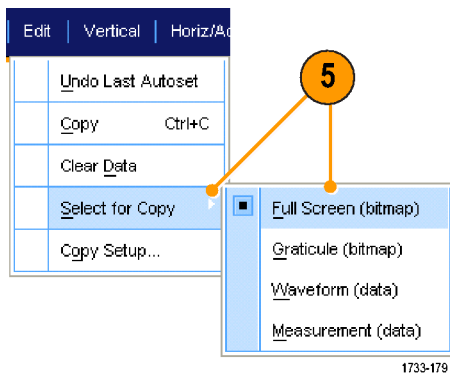 Edit | Vertical | Horiz/Ac
5
Undo Last Autoset
Copy Ctrl+C
Clear Data
Select for Copy
Copy Setup...
Full Screen (bitmap)
Graticule (bitmap)
Waveform (data)
Measurement (data)
1733-179